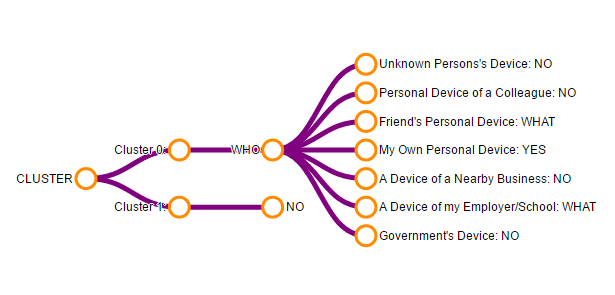 Unknown Persons's Device: NO
Personal Device of a Colleague: NO
Friend's Personal Device: WHAT
Cluster 0:
WHO
My Own Personal Device: YES
CLUSTER
A Device of a Nearby Business: NO
Cluster 1:
NO
A Device of my Employer/School: WHAT
Government's Device: NO